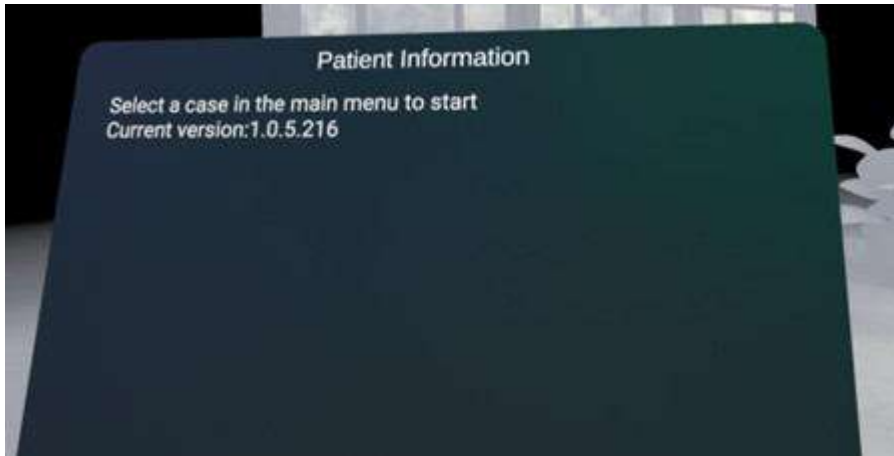 Patient Information
Select a case in the main menu to start
Current version:1.0.5.216